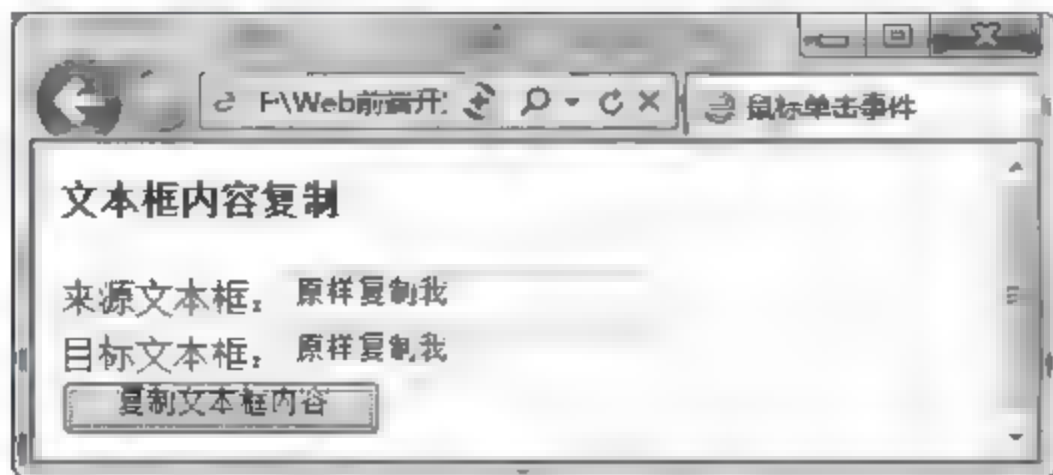 F:\Web前端开
鼠标单击事件
文本框内容复制
来源文本框：原样复制我
目标文本框：原样复制我
复制文本框内容